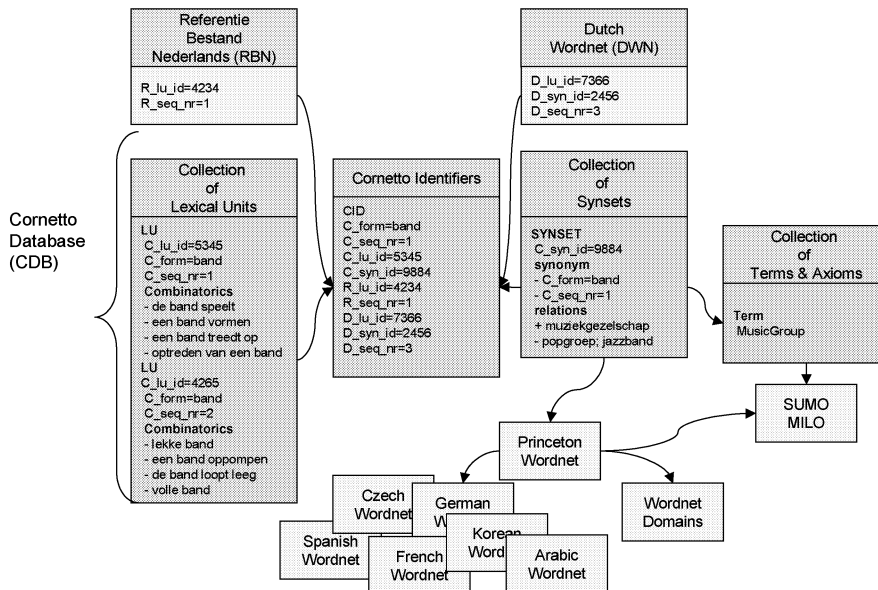 Referentie
Bestand
Nederlands (RBN)
R_lu_id=4234
R_seq_nr=1
Dutch
Wordnet (DWN)
D_lu_id=7366
D_syn_id=2456
D_seq_nr=3
Cornetto
Database
(CDB)
Collection
of
Lexical Units
LU
C_lu_id=5345
C_form=band
C_seq_nr=1
Combinatorics
- de band speelt
- een band vormen
- een band treedt op
- optreden van een band
LU
C_lu_id=4265
C_form=band
C_seq_nr=2
Combinatorics
- lekke band
- een band oppompen
- de band loopt leeg
- volle band
Cornetto Identifiers
CID
C_form=band
C_seq_nr=1
C_lu_id=5345
C_syn_id=9884
R_lu_id=4234
R_seq_nr=1
D_lu_id=7366
D_syn_id=2456
D_seq_nr=3
Collection
of
Synsets
SYNSET
C_syn_id=9884
synonym
- C_form=band
- C_seq_nr=1
relations
+ muziekgezelschap
- popgroep; jazzband
Collection
of
Terms & Axioms
Term
MusicGroup
SUMO
MILO
Princeton
Wordnet
Wordnet
Domains
Czech
Wordnet
German
Spanish
Wordnet
Korean
French
Wordnet
Arabic
Wordnet